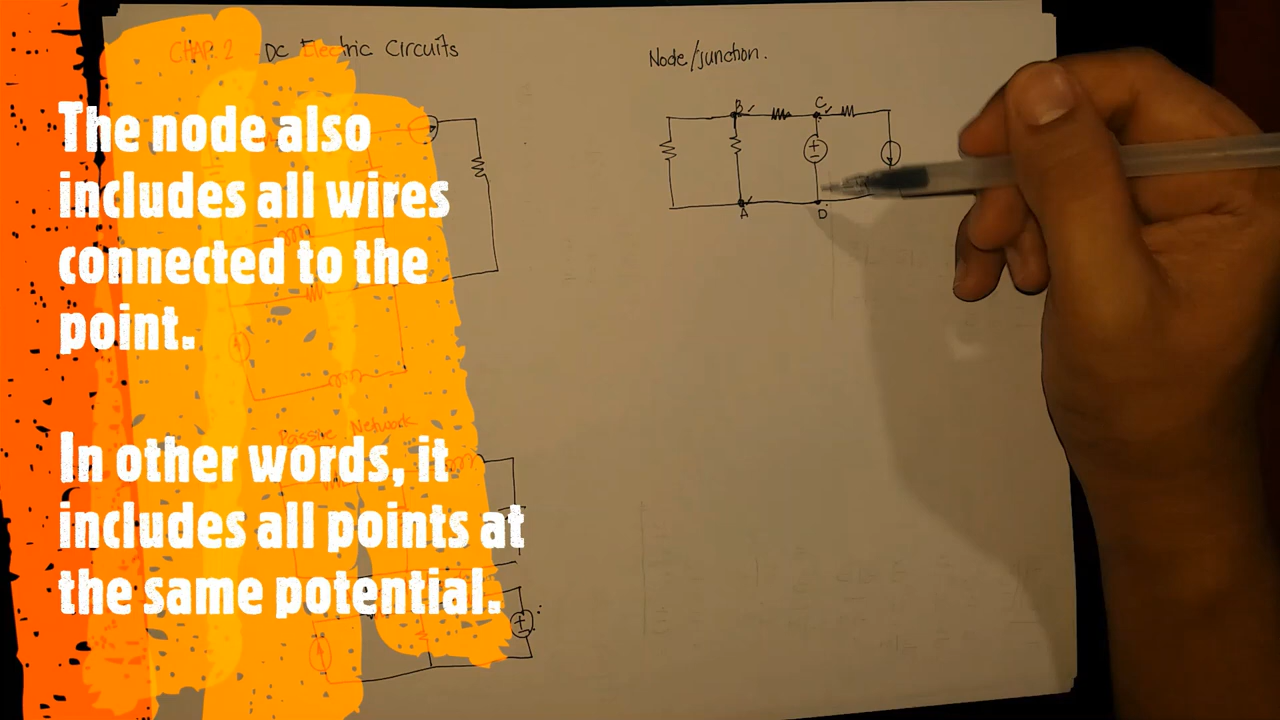 CHAP. 2 Dc Electric Circuits
Node/junction.
The node also
includes all wires
connected to the
point.
In other words, it
includes all points at
the same potential.
B
C
A
D
Passive Network